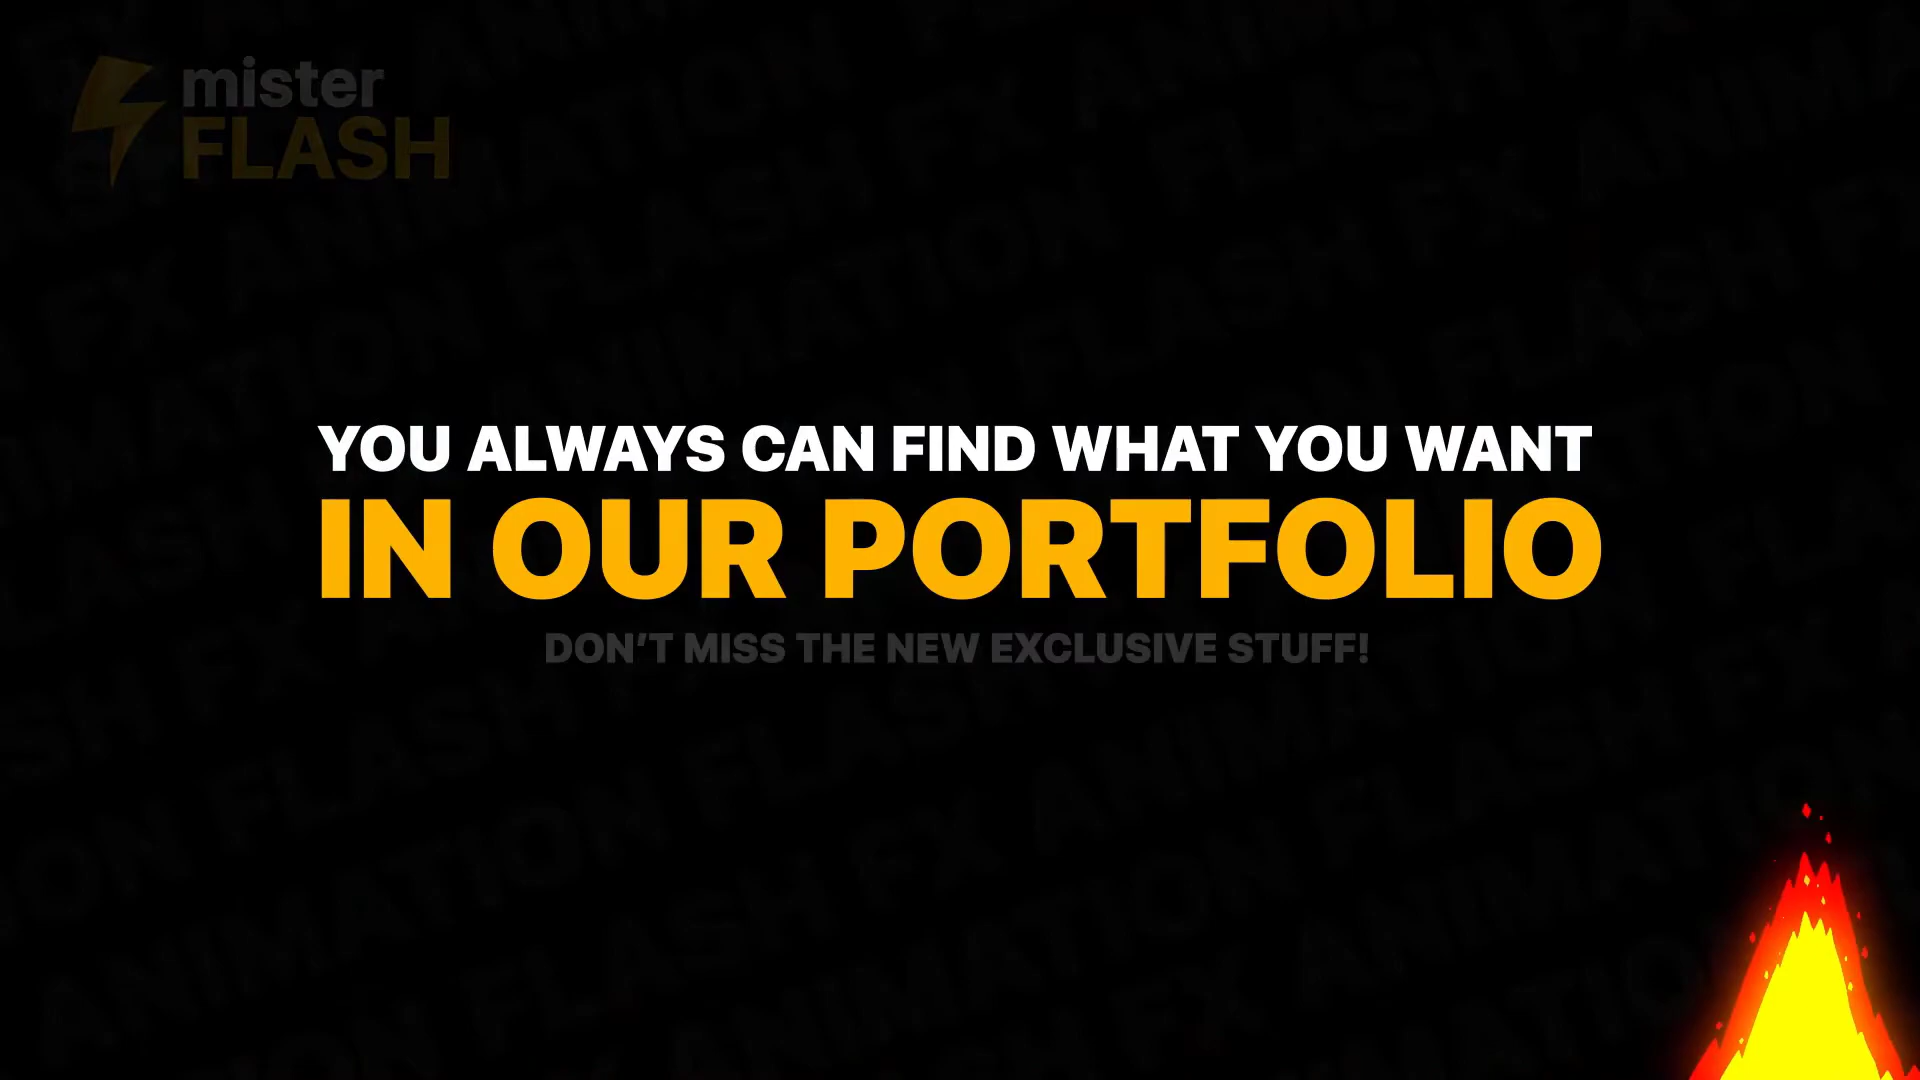 mister
FLASH
YOU ALWAYS CAN FIND WHAT YOU WANT
IN OUR PORTFOLIO
DON'T MISS THE NEW EXCLUSIVE STUFF!